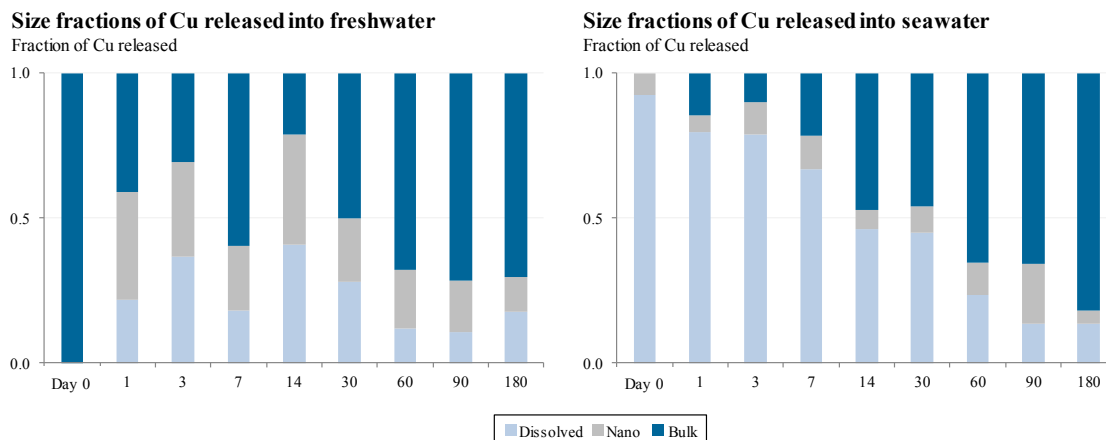 Size fractions of Cu released into freshwater
Fraction of Cu released
1.0
0.5
0.0
Day 0 1 3 7 14 30 60 90 180
Size fractions of Cu released into seawater
Fraction of Cu released
1.0
0.5
0.0
Day 0 1 3 7 14 30 60 90 180
Dissolved Nano Bulk